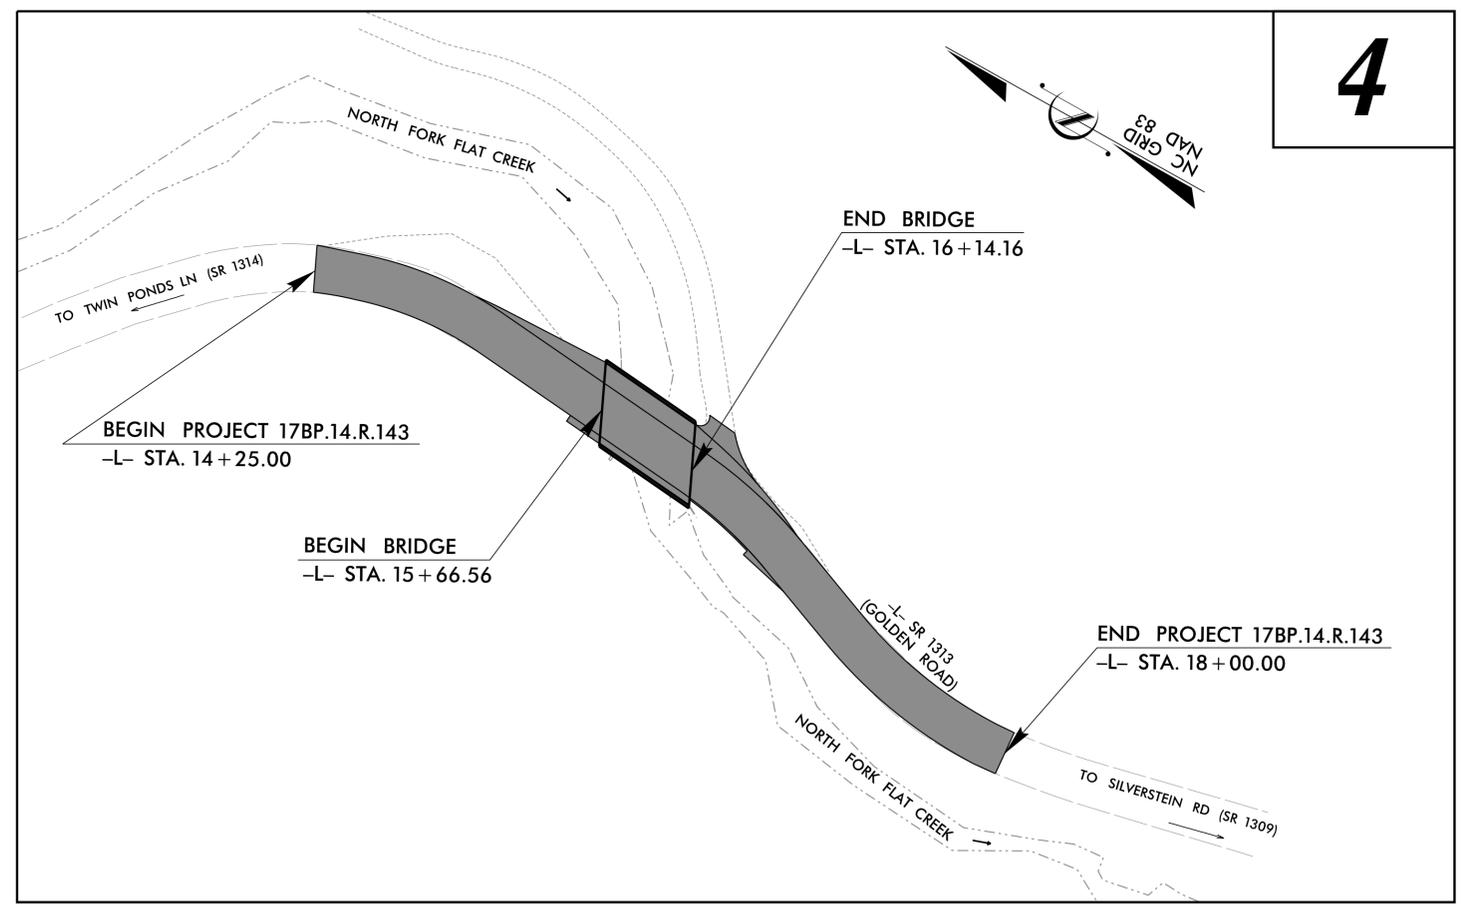 4
NORTH FORK FLAT CREEK
NC GRID
NAD 83
END BRIDGE
–L– STA. 16+14.16
TO TWIN PONDS LN (SR 1314)
BEGIN PROJECT 17BP.14.R.143
–L– STA. 14+25.00
BEGIN BRIDGE
–L– STA. 15+66.56
–L– SR 1313
(GOLDEN ROAD)
END PROJECT 17BP.14.R.143
–L– STA. 18+00.00
NORTH FORK FLAT CREEK
TO SILVERSTEIN RD (SR 1309)